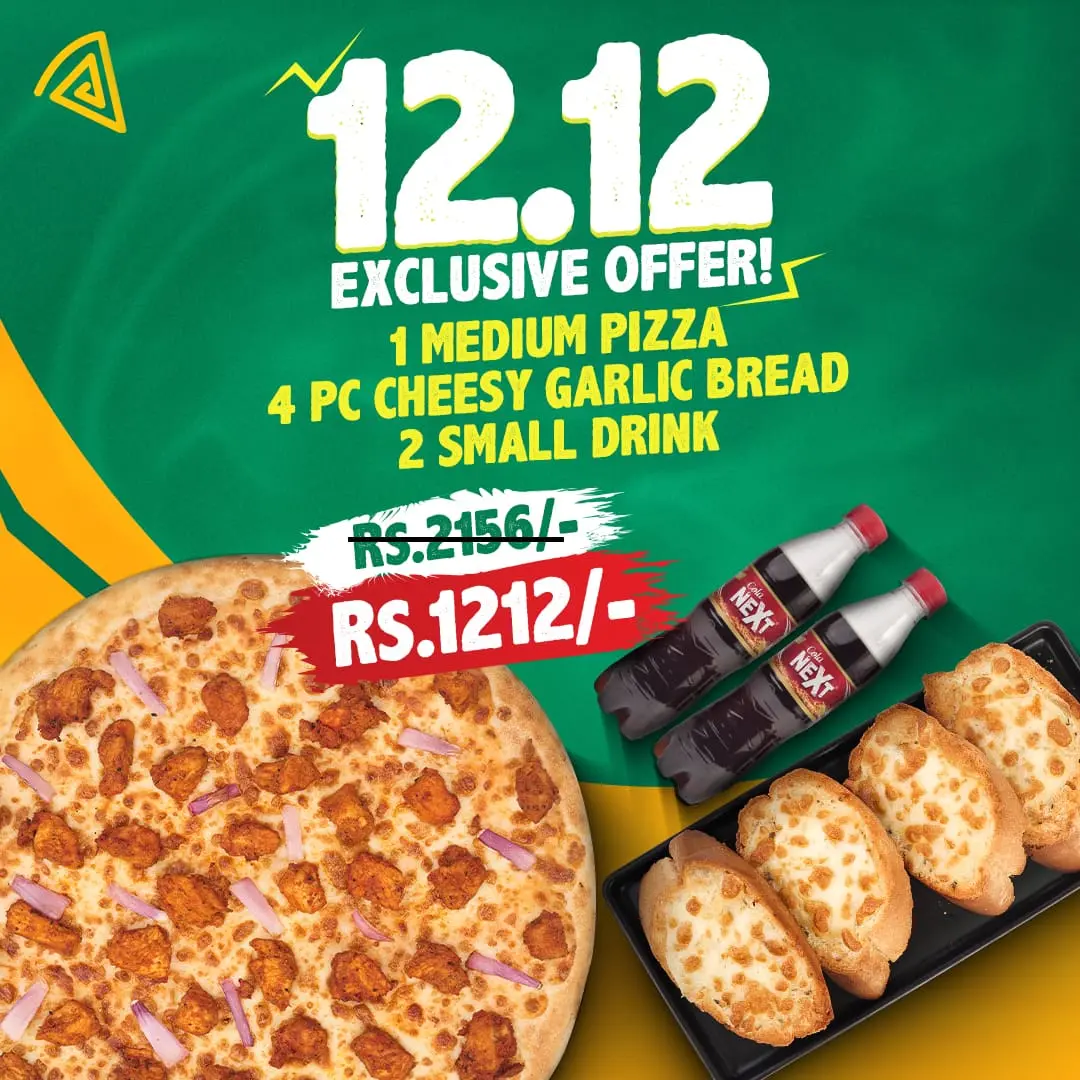 12.12
EXCLUSIVE OFFER!
1 MEDIUM PIZZA
4 PC CHEESY GARLIC BREAD
2 SMALL DRINK
RS.2156/-
RS.1212/-
Cola
NEXT
Cola
NEXT